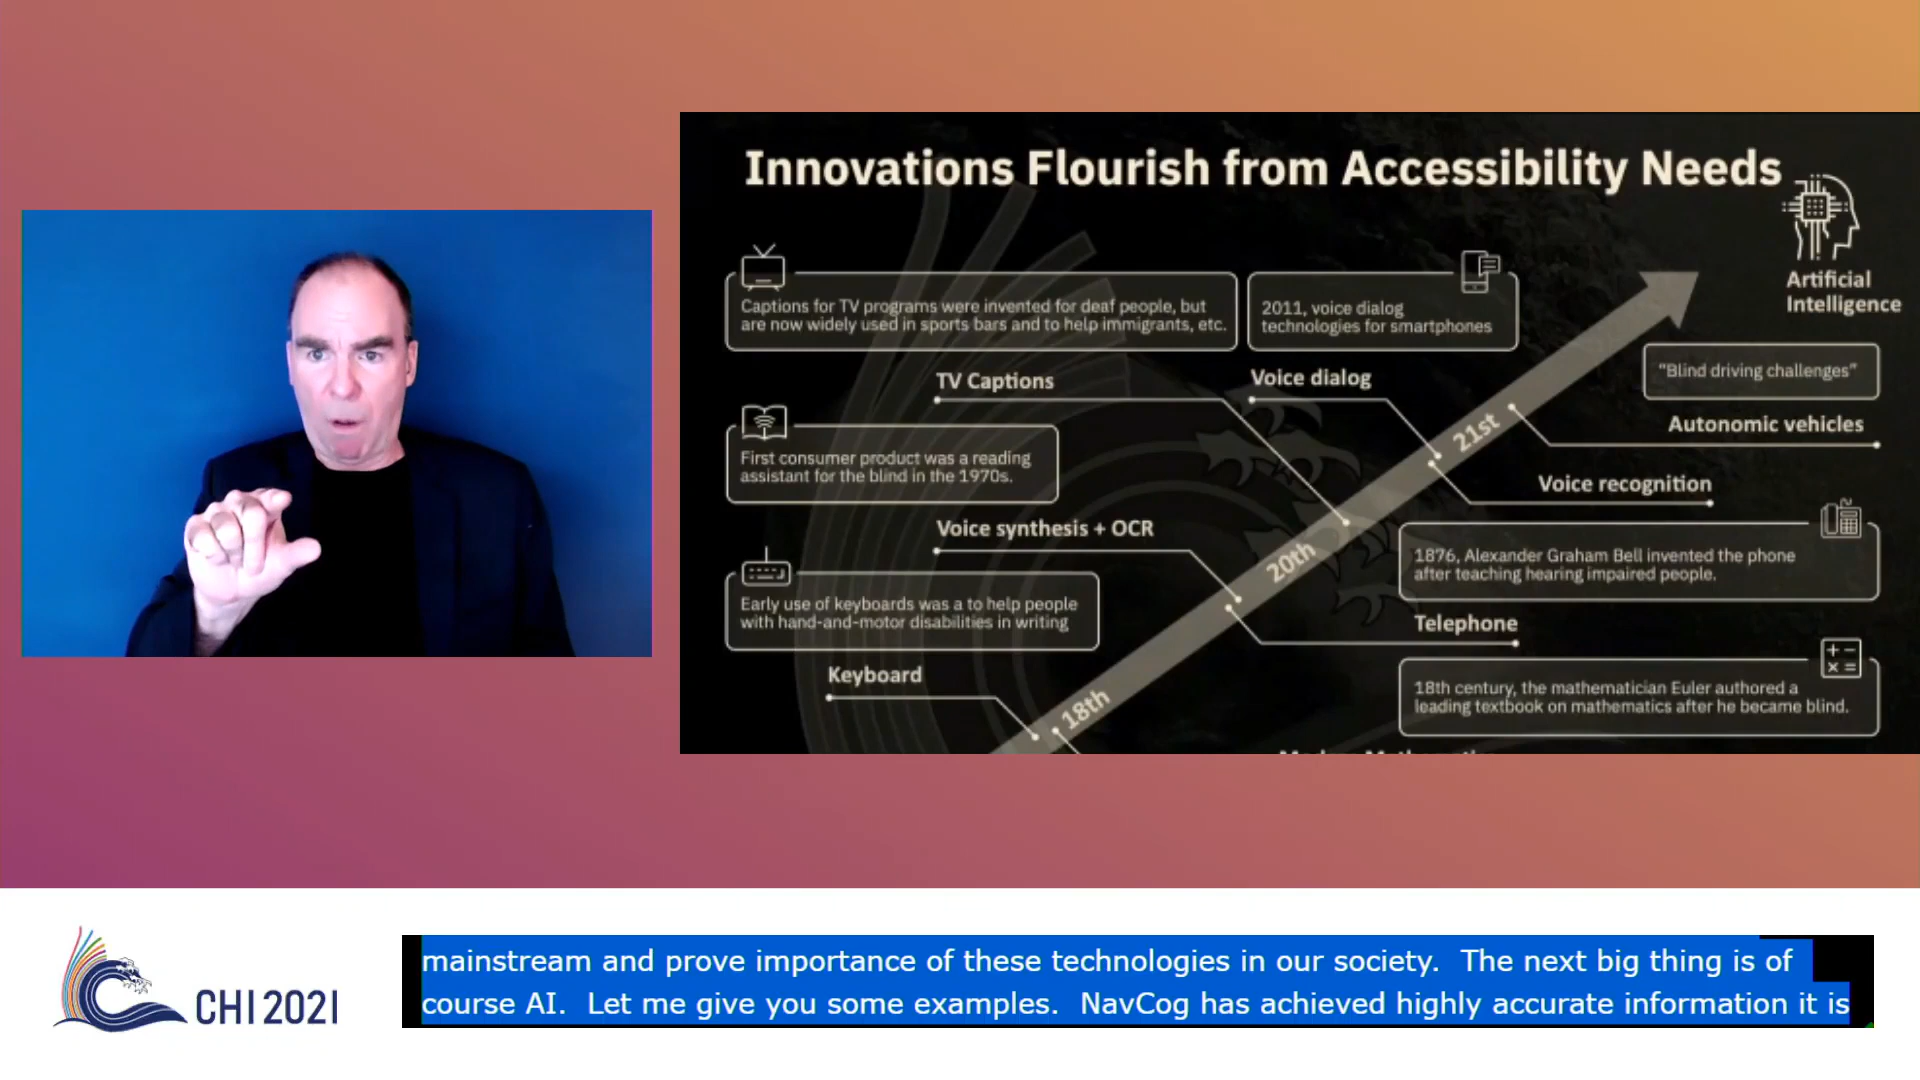 Innovations Flourish from Accessibility Needs
Artificial
Intelligence
Captions for TV programs were invented for deaf people, but
are now widely used in sports bars and to help immigrants, etc.
2011, voice dialog
technologies for smartphones
"Blind driving challenges"
TV Captions
Voice dialog
Autonomic vehicles
21st
First consumer product was a reading
assistant for the blind in the 1970s.
Voice recognition
Voice synthesis + OCR
20th
1876, Alexander Graham Bell invented the phone
after teaching hearing impaired people.
Early use of keyboards was a to help people
with hand-and-motor disabilities in writing
Telephone
Keyboard
18th
18th century, the mathematician Euler authored a
leading textbook on mathematics after he became blind.
CHI 2021
mainstream and prove importance of these technologies in our society. The next big thing is of
course AI. Let me give you some examples. NavCog has achieved highly accurate information it is